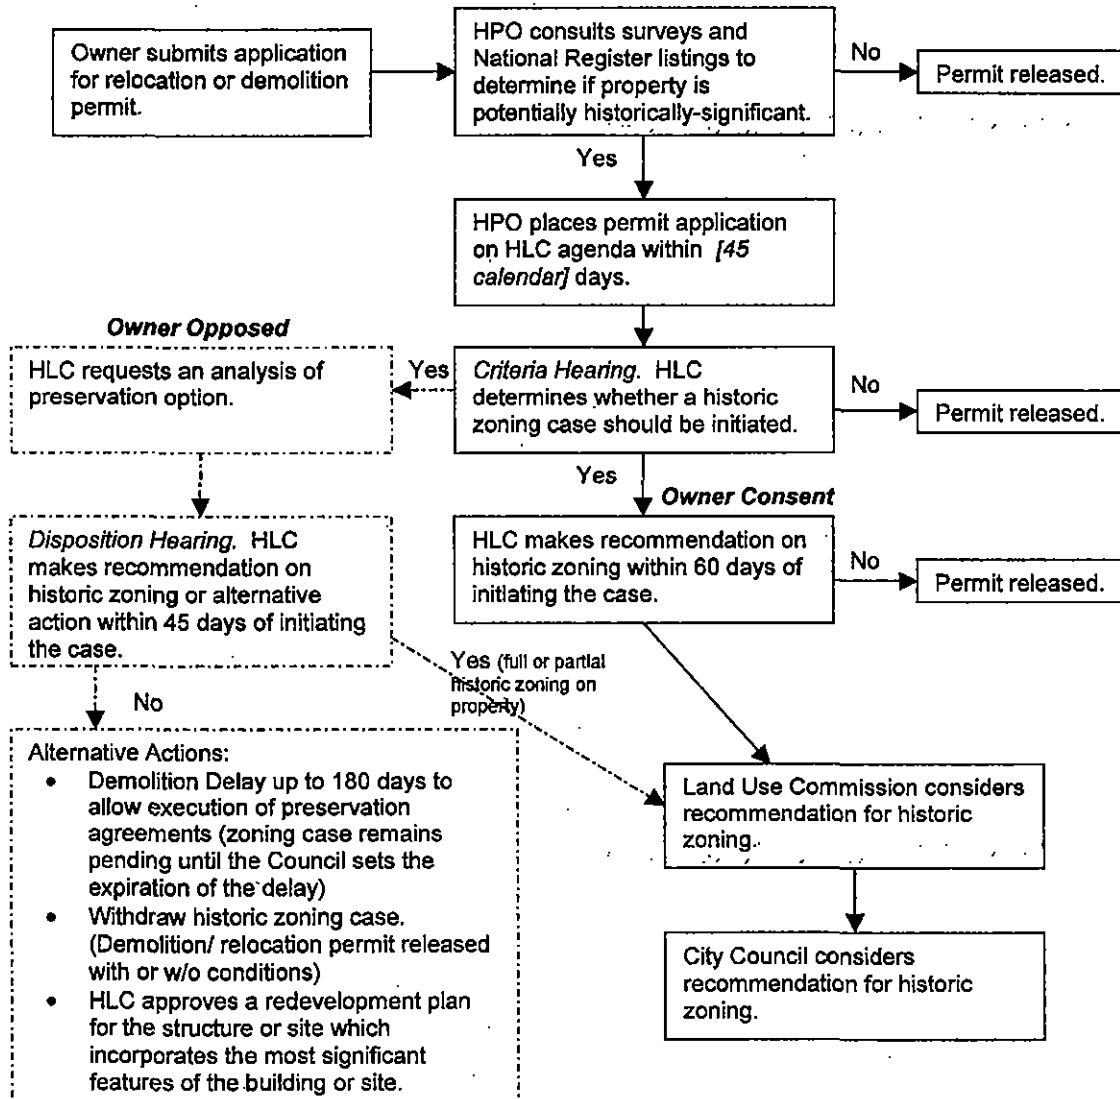 Owner submits application
for relocation or demolition
permit.
HPO consults surveys and
National Register listings to
determine if property is
potentially historically-significant.
No
Permit released.
Yes
HPO places permit application
on HLC agenda within [45
calendar] days.
Owner Opposed
HLC requests an analysis of
preservation option.
Yes
Criteria Hearing. HLC
determines whether a historic
zoning case should be initiated.
No
Permit released.
Yes
Owner Consent
Disposition Hearing. HLC
makes recommendation on
historic zoning or alternative
action within 45 days of initiating
the case.
HLC makes recommendation on
historic zoning within 60 days of
initiating the case.
No
Permit released.
Yes (full or partial
historic zoning on
property)
No
Alternative Actions:
• Demolition Delay up to 180 days to
allow execution of preservation
agreements (zoning case remains
pending until the Council sets the
expiration of the delay)
• Withdraw historic zoning case.
(Demolition/ relocation permit released
with or w/o conditions)
• HLC approves a redevelopment plan
for the structure or site which
incorporates the most significant
features of the building or site.
Land Use Commission considers
recommendation for historic
zoning.
City Council considers
recommendation for historic
zoning.